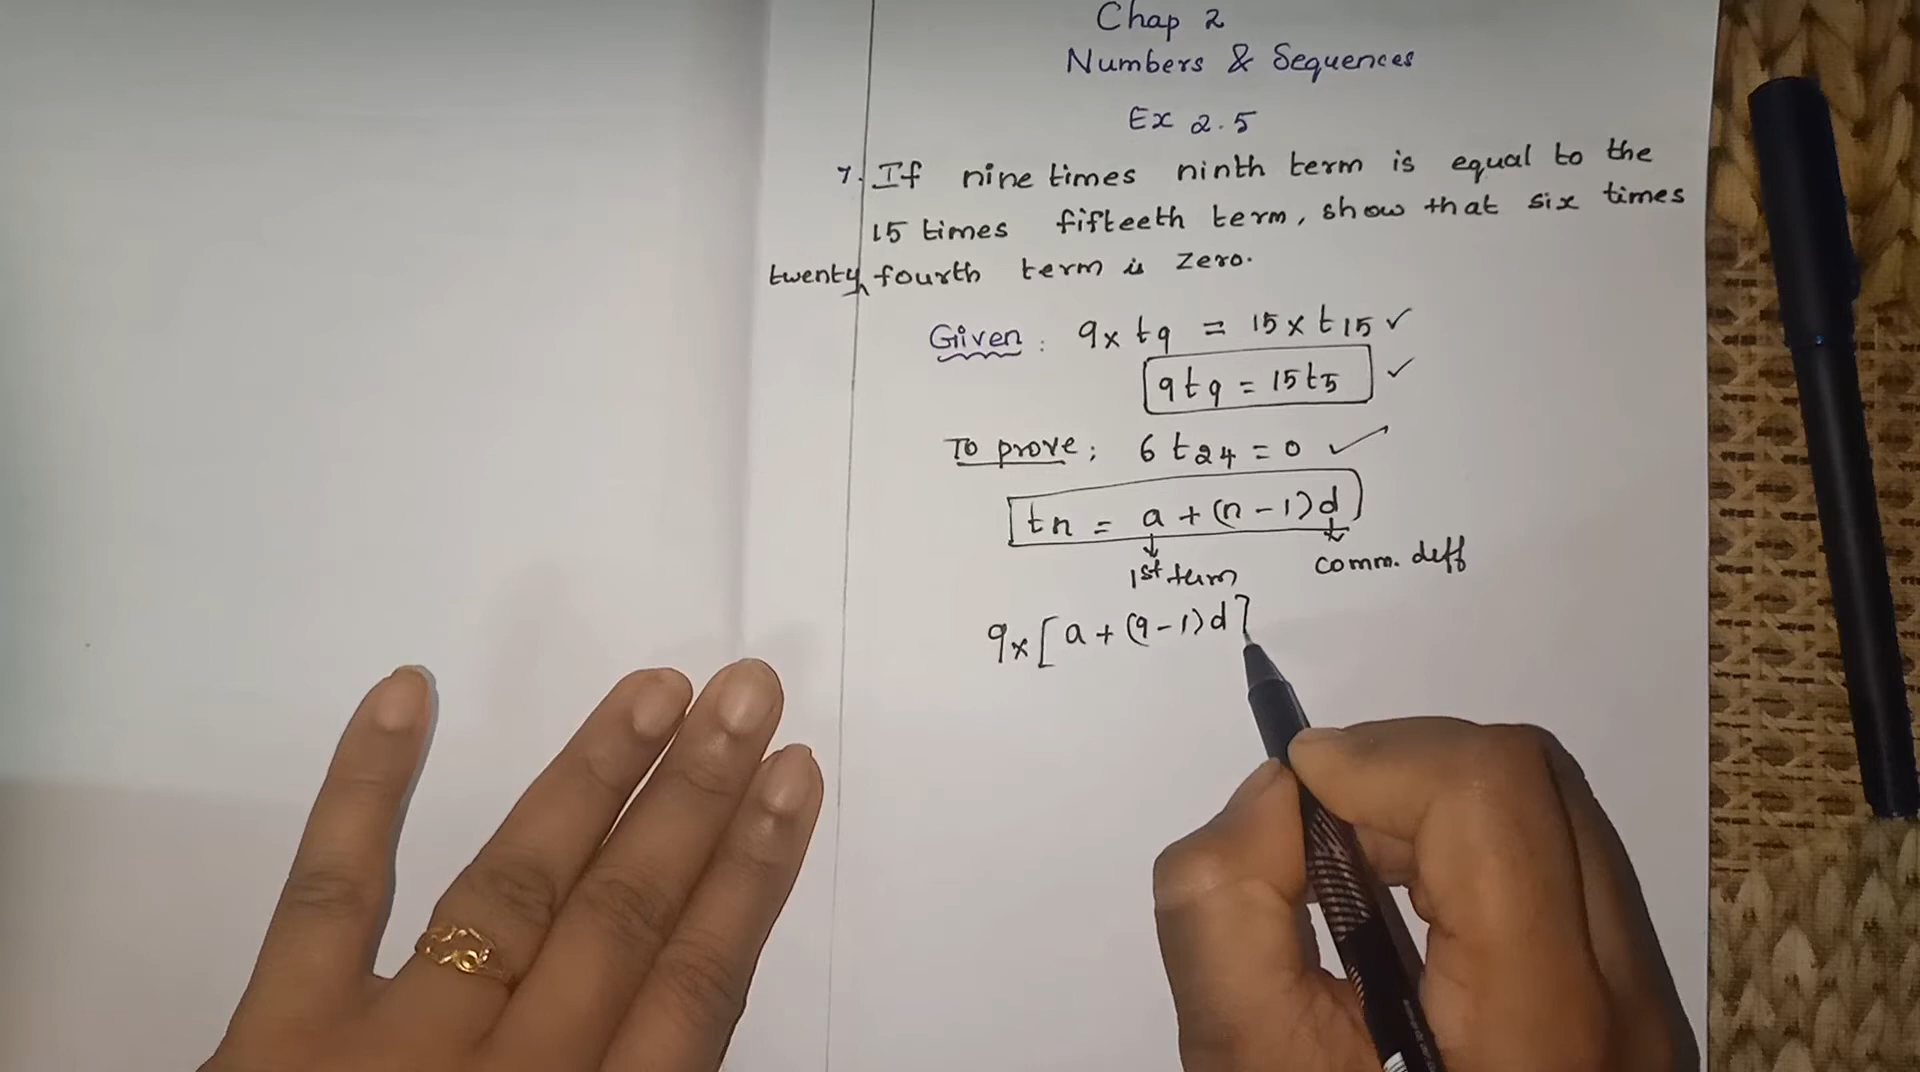 Chap 2
Numbers & Sequences
Ex 2.5
7. If nine times ninth term is equal to the
15 times fifteeth term, show that six times
twenty fourth term is zero.
Given : 9 x t9 = 15 x t15 ✓
9t9 = 15t5 ✓
To prove ; 6 t24 = 0 ✓
tn = a + (n - 1) d
↓ ↓
1st term comm. deff
9x [ a + (9 - 1) d ]